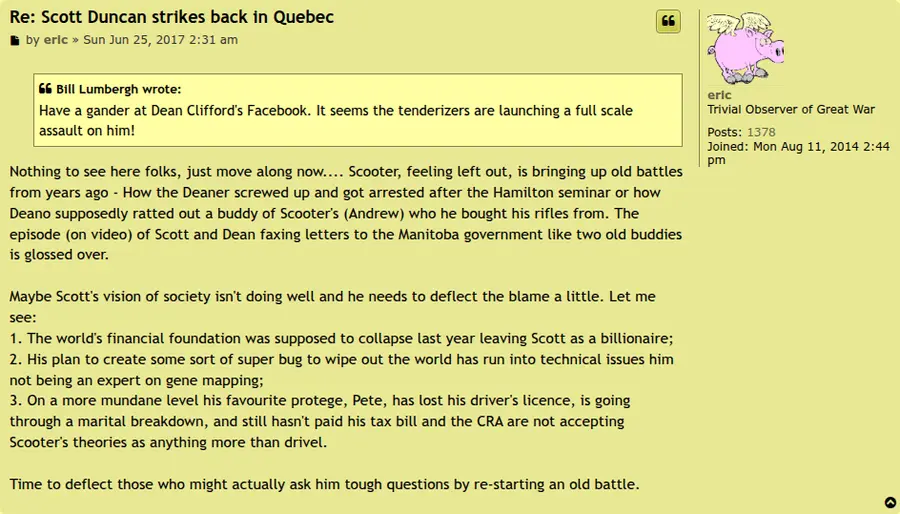 Re: Scott Duncan strikes back in Quebec
by eric » Sun Jun 25, 2017 2:31 am
Bill Lumbergh wrote:
Have a gander at Dean Clifford's Facebook. It seems the tenderizers are launching a full scale
assault on him!
Nothing to see here folks, just move along now.... Scooter, feeling left out, is bringing up old battles
from years ago - How the Deaner screwed up and got arrested after the Hamilton seminar or how
Deano supposedly ratted out a buddy of Scooter's (Andrew) who he bought his rifles from. The
episode (on video) of Scott and Dean faxing letters to the Manitoba government like two old buddies
is glossed over.
Maybe Scott's vision of society isn't doing well and he needs to deflect the blame a little. Let me
see:
1. The world's financial foundation was supposed to collapse last year leaving Scott as a billionaire;
2. His plan to create some sort of super bug to wipe out the world has run into technical issues him
not being an expert on gene mapping;
3. On a more mundane level his favourite protege, Pete, has lost his driver's licence, is going
through a marital breakdown, and still hasn't paid his tax bill and the CRA are not accepting
Scooter's theories as anything more than drivel.
Time to deflect those who might actually ask him tough questions by re-starting an old battle.
eric
Trivial Observer of Great War
Posts: 1378
Joined: Mon Aug 11, 2014 2:44
pm